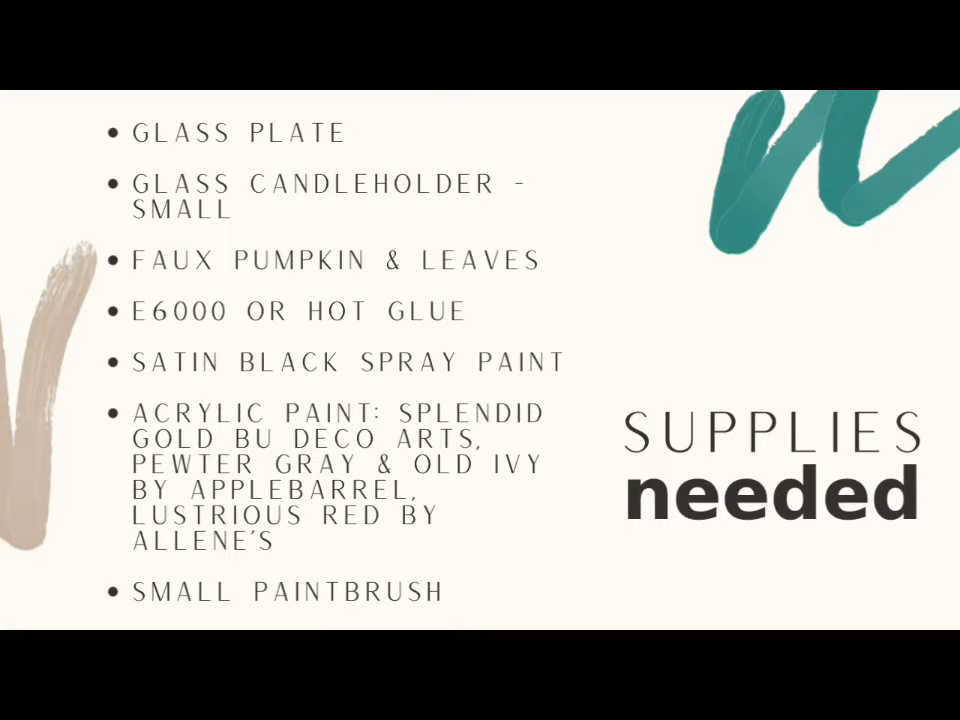 • GLASS PLATE
• GLASS CANDLEHOLDER -
SMALL
• FAUX PUMPKIN & LEAVES
• E6000 OR HOT GLUE
• SATIN BLACK SPRAY PAINT
• ACRYLIC PAINT: SPLENDID
GOLD BU DECO ARTS,
PEWTER GRAY & OLD IVY
BY APPLEBARREL,
LUSTRIOUS RED BY
ALLENE'S
• SMALL PAINTBRUSH
SUPPLIES
needed